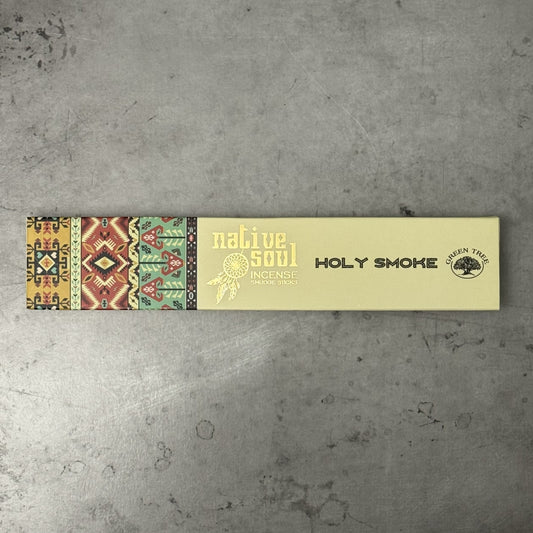 native
soul
INCENSE
SMUDGE STICKS
HOLY SMOKE
GREEN TREE